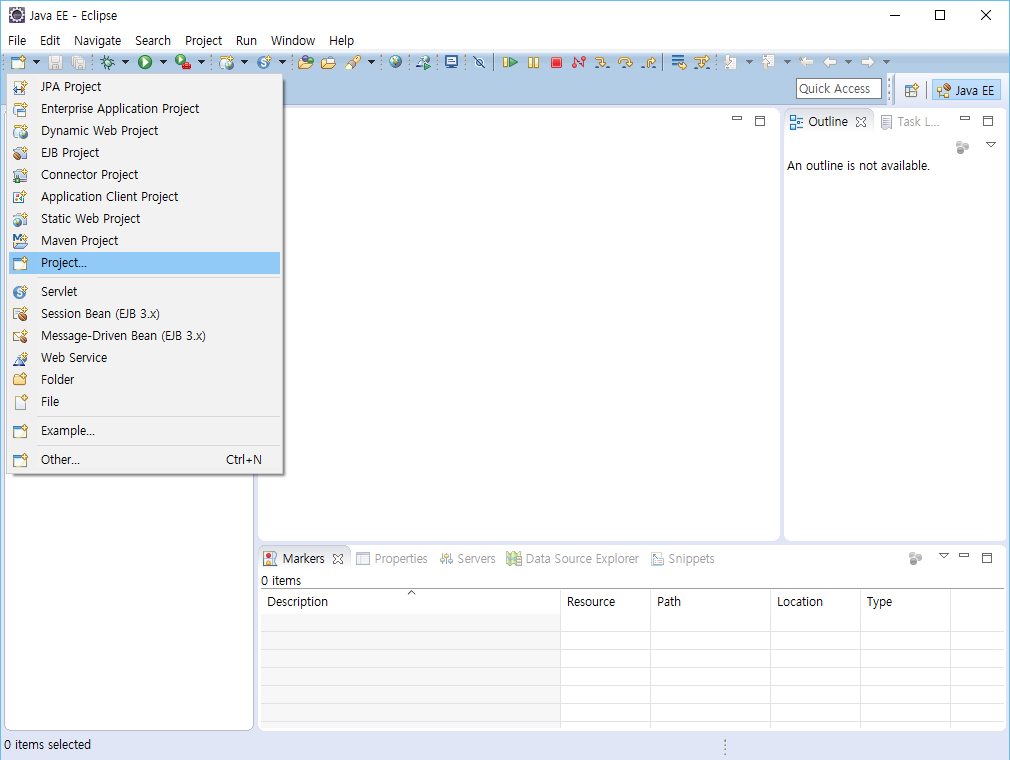 Java EE - Eclipse
File Edit Navigate Search Project Run Window Help
Quick Access
Java EE
JPA Project
Enterprise Application Project
Dynamic Web Project
EJB Project
Connector Project
Application Client Project
Static Web Project
Maven Project
Project...
Servlet
Session Bean (EJB 3.x)
Message-Driven Bean (EJB 3.x)
Web Service
Folder
File
Example...
Other... Ctrl+N
Outline Task L...
An outline is not available.
Markers Properties Servers Data Source Explorer Snippets
0 items
Description Resource Path Location Type
0 items selected